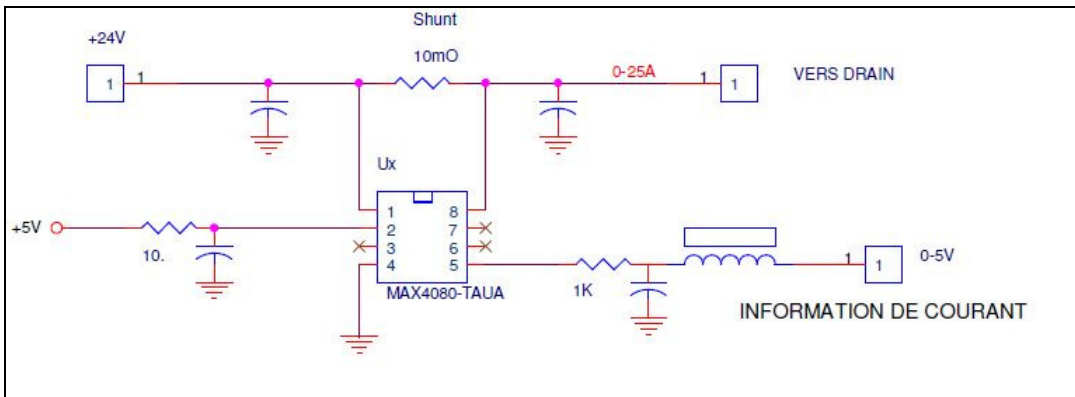 Shunt
+24V
10mO
1
1
0-25A
1
1
VERS DRAIN
Ux
1
8
+5V
2
7
3
6
10.
4
5
1
1
0-5V
MAX4080-TAUA
1K
INFORMATION DE COURANT